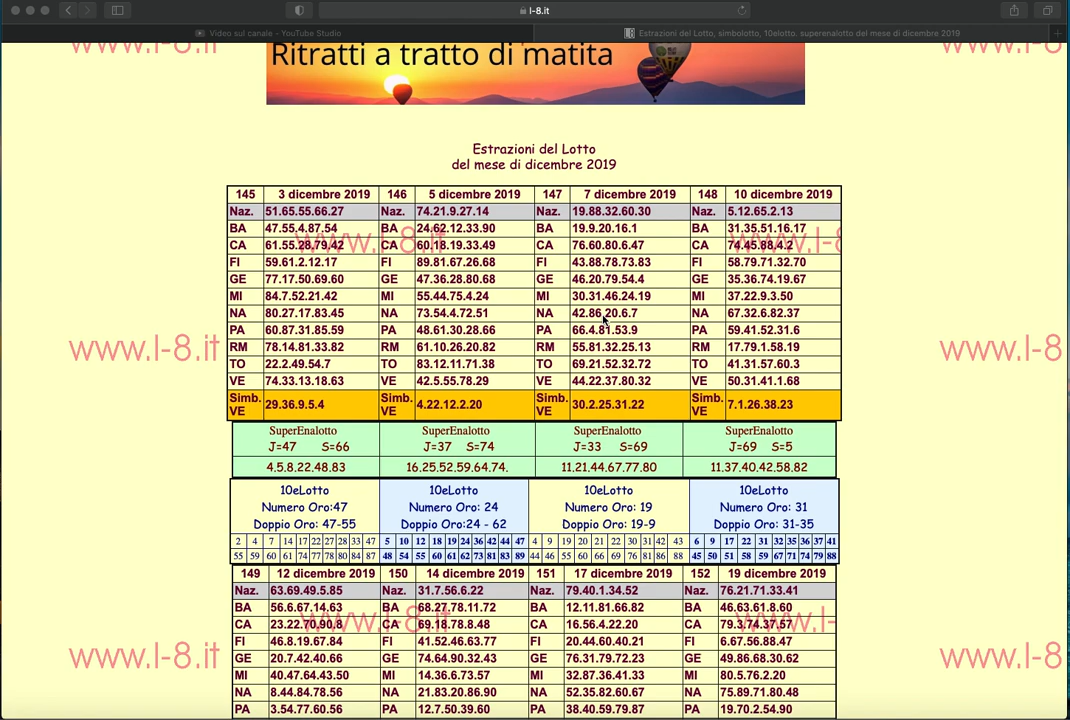 l-8.it
Video sul canale - YouTube Studio
Estrazioni del Lotto, simbolotto, 10elotto. superenalotto del mese di dicembre 2019
www.l-8.it www.l-8.it
Ritratti a tratto di matita
Estrazioni del Lotto
del mese di dicembre 2019
145 3 dicembre 2019 146 5 dicembre 2019 147 7 dicembre 2019 148 10 dicembre 2019
Naz. 51.65.55.66.27 Naz. 74.21.9.27.14 Naz. 19.88.32.60.30 Naz. 5.12.65.2.13
BA 47.55.4.87.54 BA 24.62.12.33.90 BA 19.9.20.16.1 BA 31.35.51.16.17
CA 61.55.28.79.42 CA 60.18.19.33.49 CA 76.60.80.6.47 CA 74.45.88.4.2
FI 59.61.2.12.17 FI 89.81.67.26.68 FI 43.88.78.73.83 FI 58.79.71.32.70
GE 77.17.50.69.60 GE 47.36.28.80.68 GE 46.20.79.54.4 GE 35.36.74.19.67
MI 84.7.52.21.42 MI 55.44.75.4.24 MI 30.31.46.24.19 MI 37.22.9.3.50
NA 80.27.17.83.45 NA 73.54.4.72.51 NA 42.86.20.6.7 NA 67.32.6.82.37
PA 60.87.31.85.59 PA 48.61.30.28.66 PA 66.4.81.53.9 PA 59.41.52.31.6
RM 78.14.81.33.82 RM 61.10.26.20.82 RM 55.81.32.25.13 RM 17.79.1.58.19
TO 22.2.49.54.7 TO 83.12.11.71.38 TO 69.21.52.32.72 TO 41.31.57.60.3
VE 74.33.13.18.63 VE 42.5.55.78.29 VE 44.22.37.80.32 VE 50.31.41.1.68
Simb. VE 29.36.9.5.4 Simb. VE 4.22.12.2.20 Simb. VE 30.2.25.31.22 Simb. VE 7.1.26.38.23
SuperEnalotto SuperEnalotto SuperEnalotto SuperEnalotto
J=47 S=66 J=37 S=74 J=33 S=69 J=69 S=5
4.5.8.22.48.83 16.25.52.59.64.74. 11.21.44.67.77.80 11.37.40.42.58.82
10eLotto 10eLotto 10eLotto 10eLotto
Numero Oro:47 Numero Oro: 24 Numero Oro: 19 Numero Oro: 31
Doppio Oro: 47-55 Doppio Oro:24 - 62 Doppio Oro: 19-9 Doppio Oro: 31-35
2 4 7 14 17 22 27 28 33 47 5 10 12 18 19 24 36 42 44 47 4 9 19 20 21 22 30 31 42 43 6 9 17 22 31 32 35 36 37 41
55 59 60 61 74 77 78 80 84 87 48 54 55 60 61 62 73 81 83 89 44 46 55 60 66 69 76 81 86 88 45 50 51 58 59 67 71 74 79 88
149 12 dicembre 2019 150 14 dicembre 2019 151 17 dicembre 2019 152 19 dicembre 2019
Naz. 63.69.49.5.85 Naz. 31.7.56.6.22 Naz. 79.40.1.34.52 Naz. 76.21.71.33.41
BA 56.6.67.14.63 BA 68.27.78.11.72 BA 12.11.81.66.82 BA 46.63.61.8.60
CA 23.22.70.90.8 CA 69.18.78.8.48 CA 16.56.4.22.20 CA 79.3.74.37.57
FI 46.8.19.67.84 FI 41.52.46.63.77 FI 20.44.60.40.21 FI 6.67.56.88.47
GE 20.7.42.40.66 GE 74.64.90.32.43 GE 76.31.79.72.23 GE 49.86.68.30.62
MI 40.47.64.43.50 MI 14.36.6.73.57 MI 32.87.36.41.33 MI 80.5.76.2.20
NA 8.44.84.78.56 NA 21.83.20.86.90 NA 52.35.82.60.67 NA 75.89.71.80.48
PA 3.54.77.60.56 PA 12.7.50.39.60 PA 38.40.59.79.87 PA 19.70.2.54.90